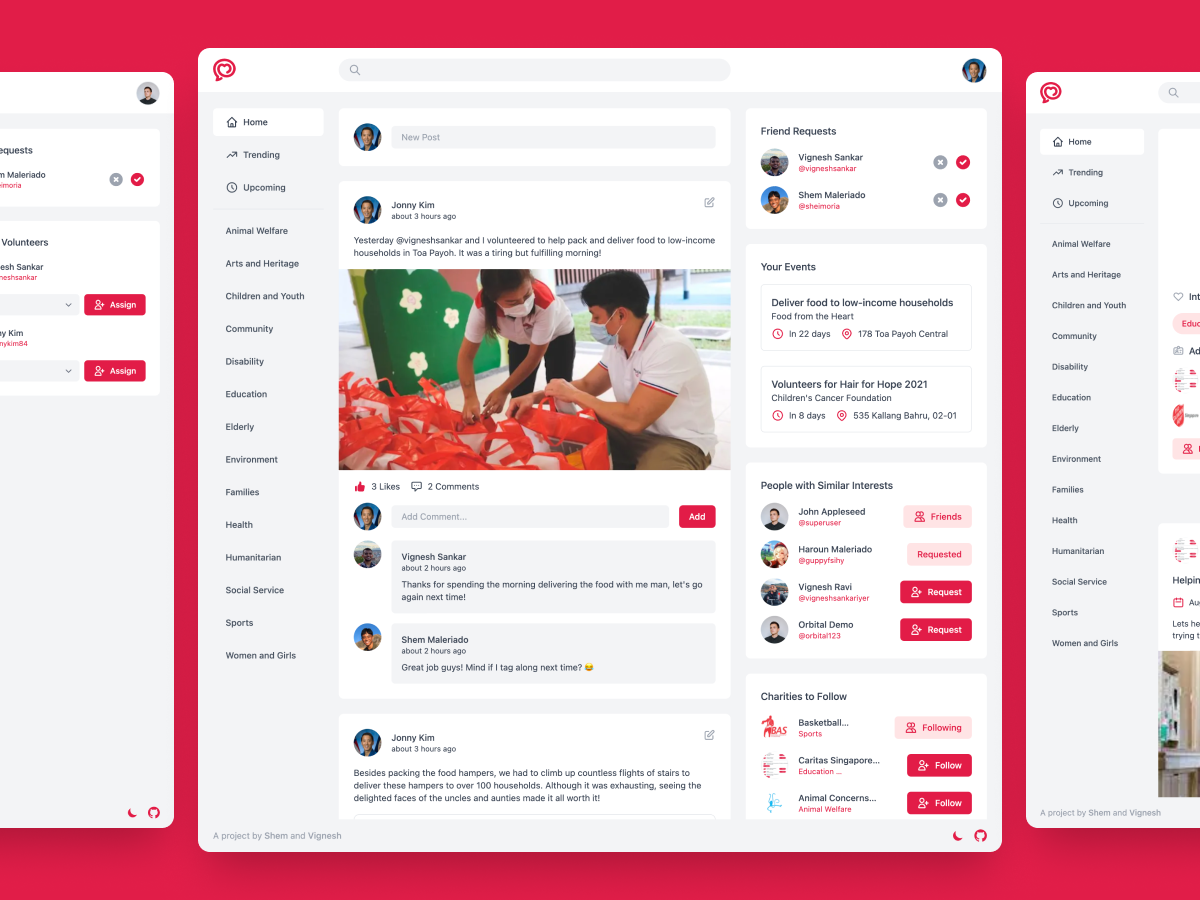 equests
m Maleriado
eimoria
Volunteers
esh Sankar
neshsankar
Assign
ny Kim
nykim84
Assign
Home
Trending
Upcoming
Animal Welfare
Arts and Heritage
Children and Youth
Community
Disability
Education
Elderly
Environment
Families
Health
Humanitarian
Social Service
Sports
Women and Girls
New Post
Jonny Kim
about 3 hours ago
Yesterday @vigneshsankar and I volunteered to help pack and deliver food to low-income
households in Toa Payoh. It was a tiring but fulfilling morning!
3 Likes
2 Comments
Add Comment...
Add
Vignesh Sankar
about 2 hours ago
Thanks for spending the morning delivering the food with me man, let's go
again next time!
Shem Maleriado
about 2 hours ago
Great job guys! Mind if I tag along next time? 😂
Jonny Kim
about 3 hours ago
Besides packing the food hampers, we had to climb up countless flights of stairs to
deliver these hampers to over 100 households. Although it was exhausting, seeing the
delighted faces of the uncles and aunties made it all worth it!
Friend Requests
Vignesh Sankar
@vigneshsankar
Shem Maleriado
@sheimoria
Your Events
Deliver food to low-income households
Food from the Heart
In 22 days
178 Toa Payoh Central
Volunteers for Hair for Hope 2021
Children's Cancer Foundation
In 8 days
535 Kallang Bahru, 02-01
People with Similar Interests
John Appleseed
@superuser
Friends
Haroun Maleriado
@guppyfsihy
Requested
Vignesh Ravi
@vigneshsankariyer
Request
Orbital Demo
@orbital123
Request
Charities to Follow
BAS
Basketball...
Sports
Following
Caritas Singapore...
Education ...
Follow
Animal Concerns...
Animal Welfare
Follow
A project by Shem and Vignesh
Home
Trending
Upcoming
Animal Welfare
Arts and Heritage
Children and Youth
Community
Disability
Education
Elderly
Environment
Families
Health
Humanitarian
Social Service
Sports
Women and Girls
Int
Educ
Ad
Helpin
Aug
Lets he
trying t
A project by Shem and Vignesh